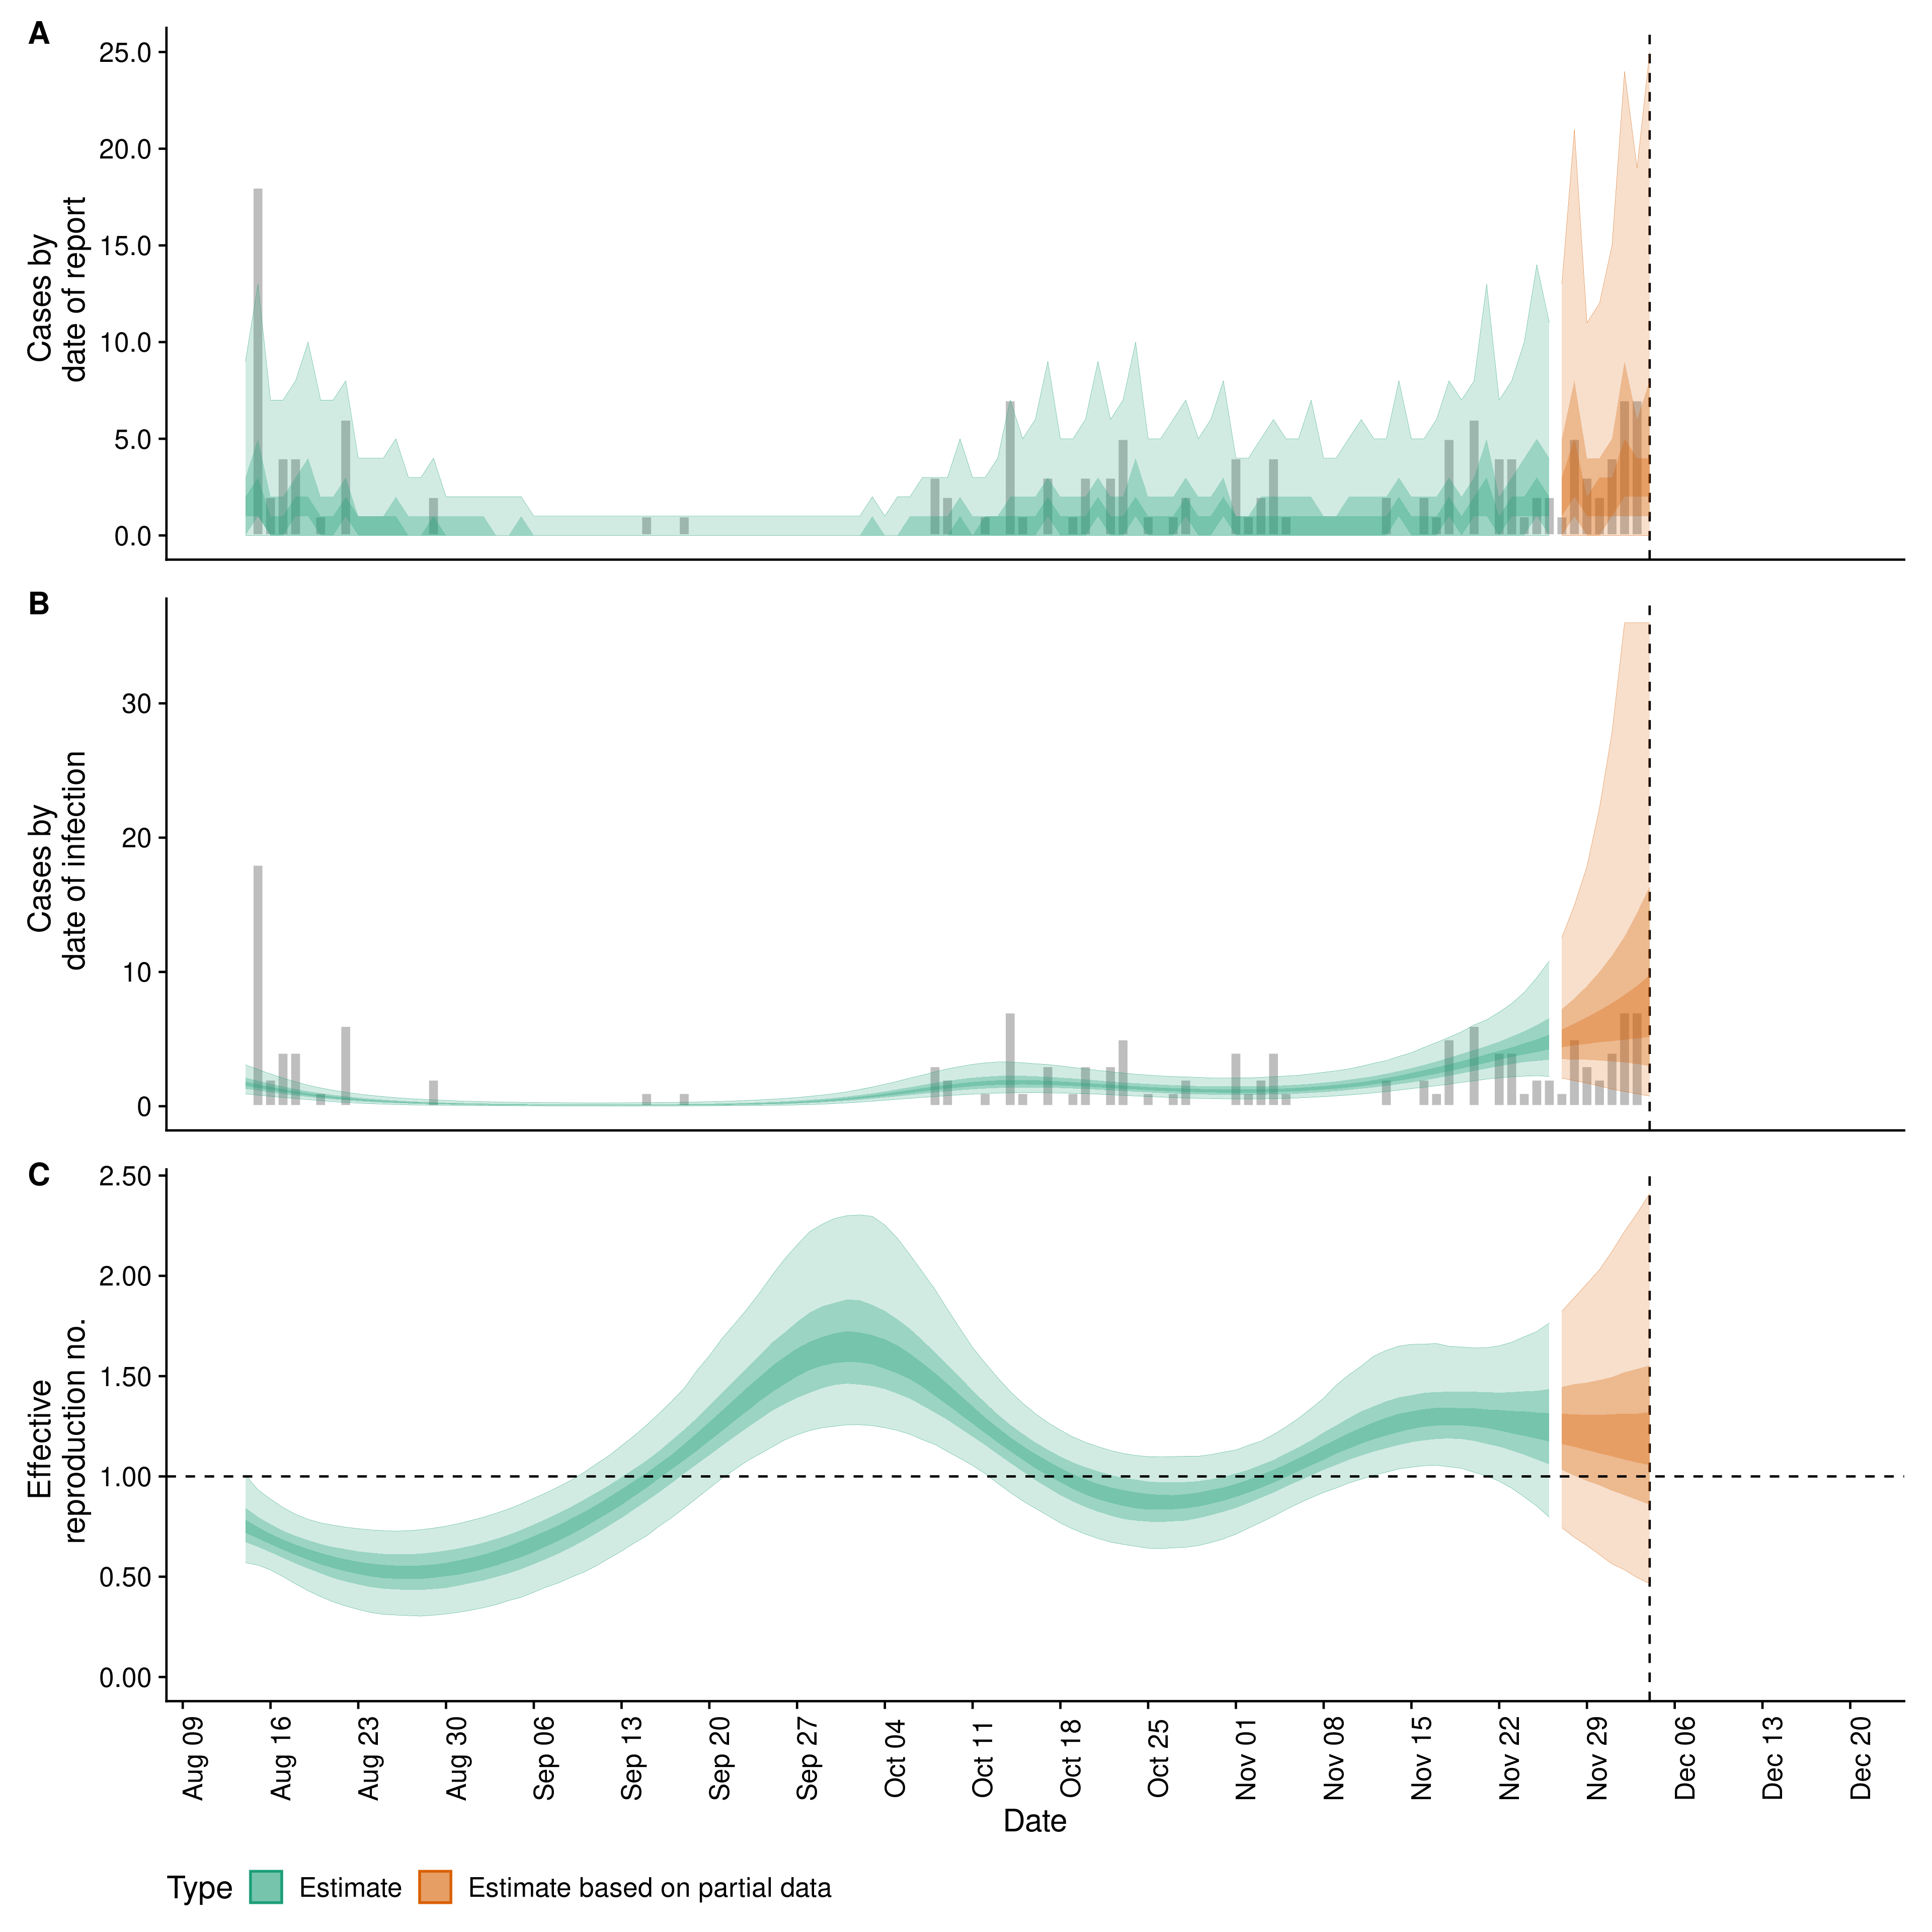 A
Cases by
date of report
25.0
20.0
15.0
10.0
5.0
0.0
B
Cases by
date of infection
30
20
10
0
C
Effective
reproduction no.
2.50
2.00
1.50
1.00
0.50
0.00
Aug 09
Aug 16
Aug 23
Aug 30
Sep 06
Sep 13
Sep 20
Sep 27
Oct 04
Oct 11
Oct 18
Oct 25
Nov 01
Nov 08
Nov 15
Nov 22
Nov 29
Dec 06
Dec 13
Dec 20
Date
Type Estimate Estimate based on partial data